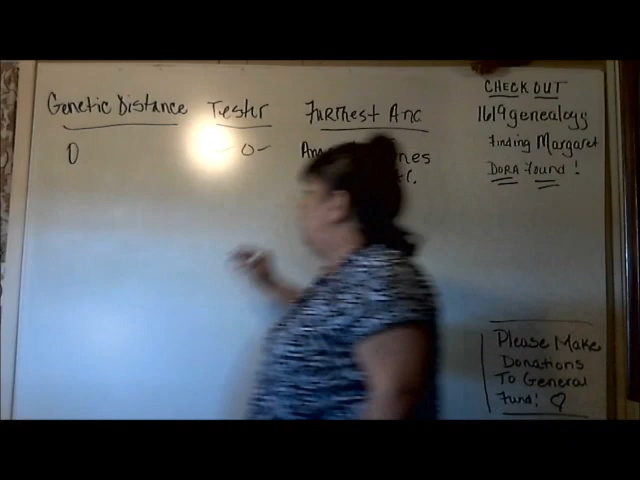 Genetic Distance Testr Furthest Anc
0 -0-
CHECK OUT
1619genealogy
Finding Margaret
DORA Found!
Please Make
Donations
To General
Fund! ♡